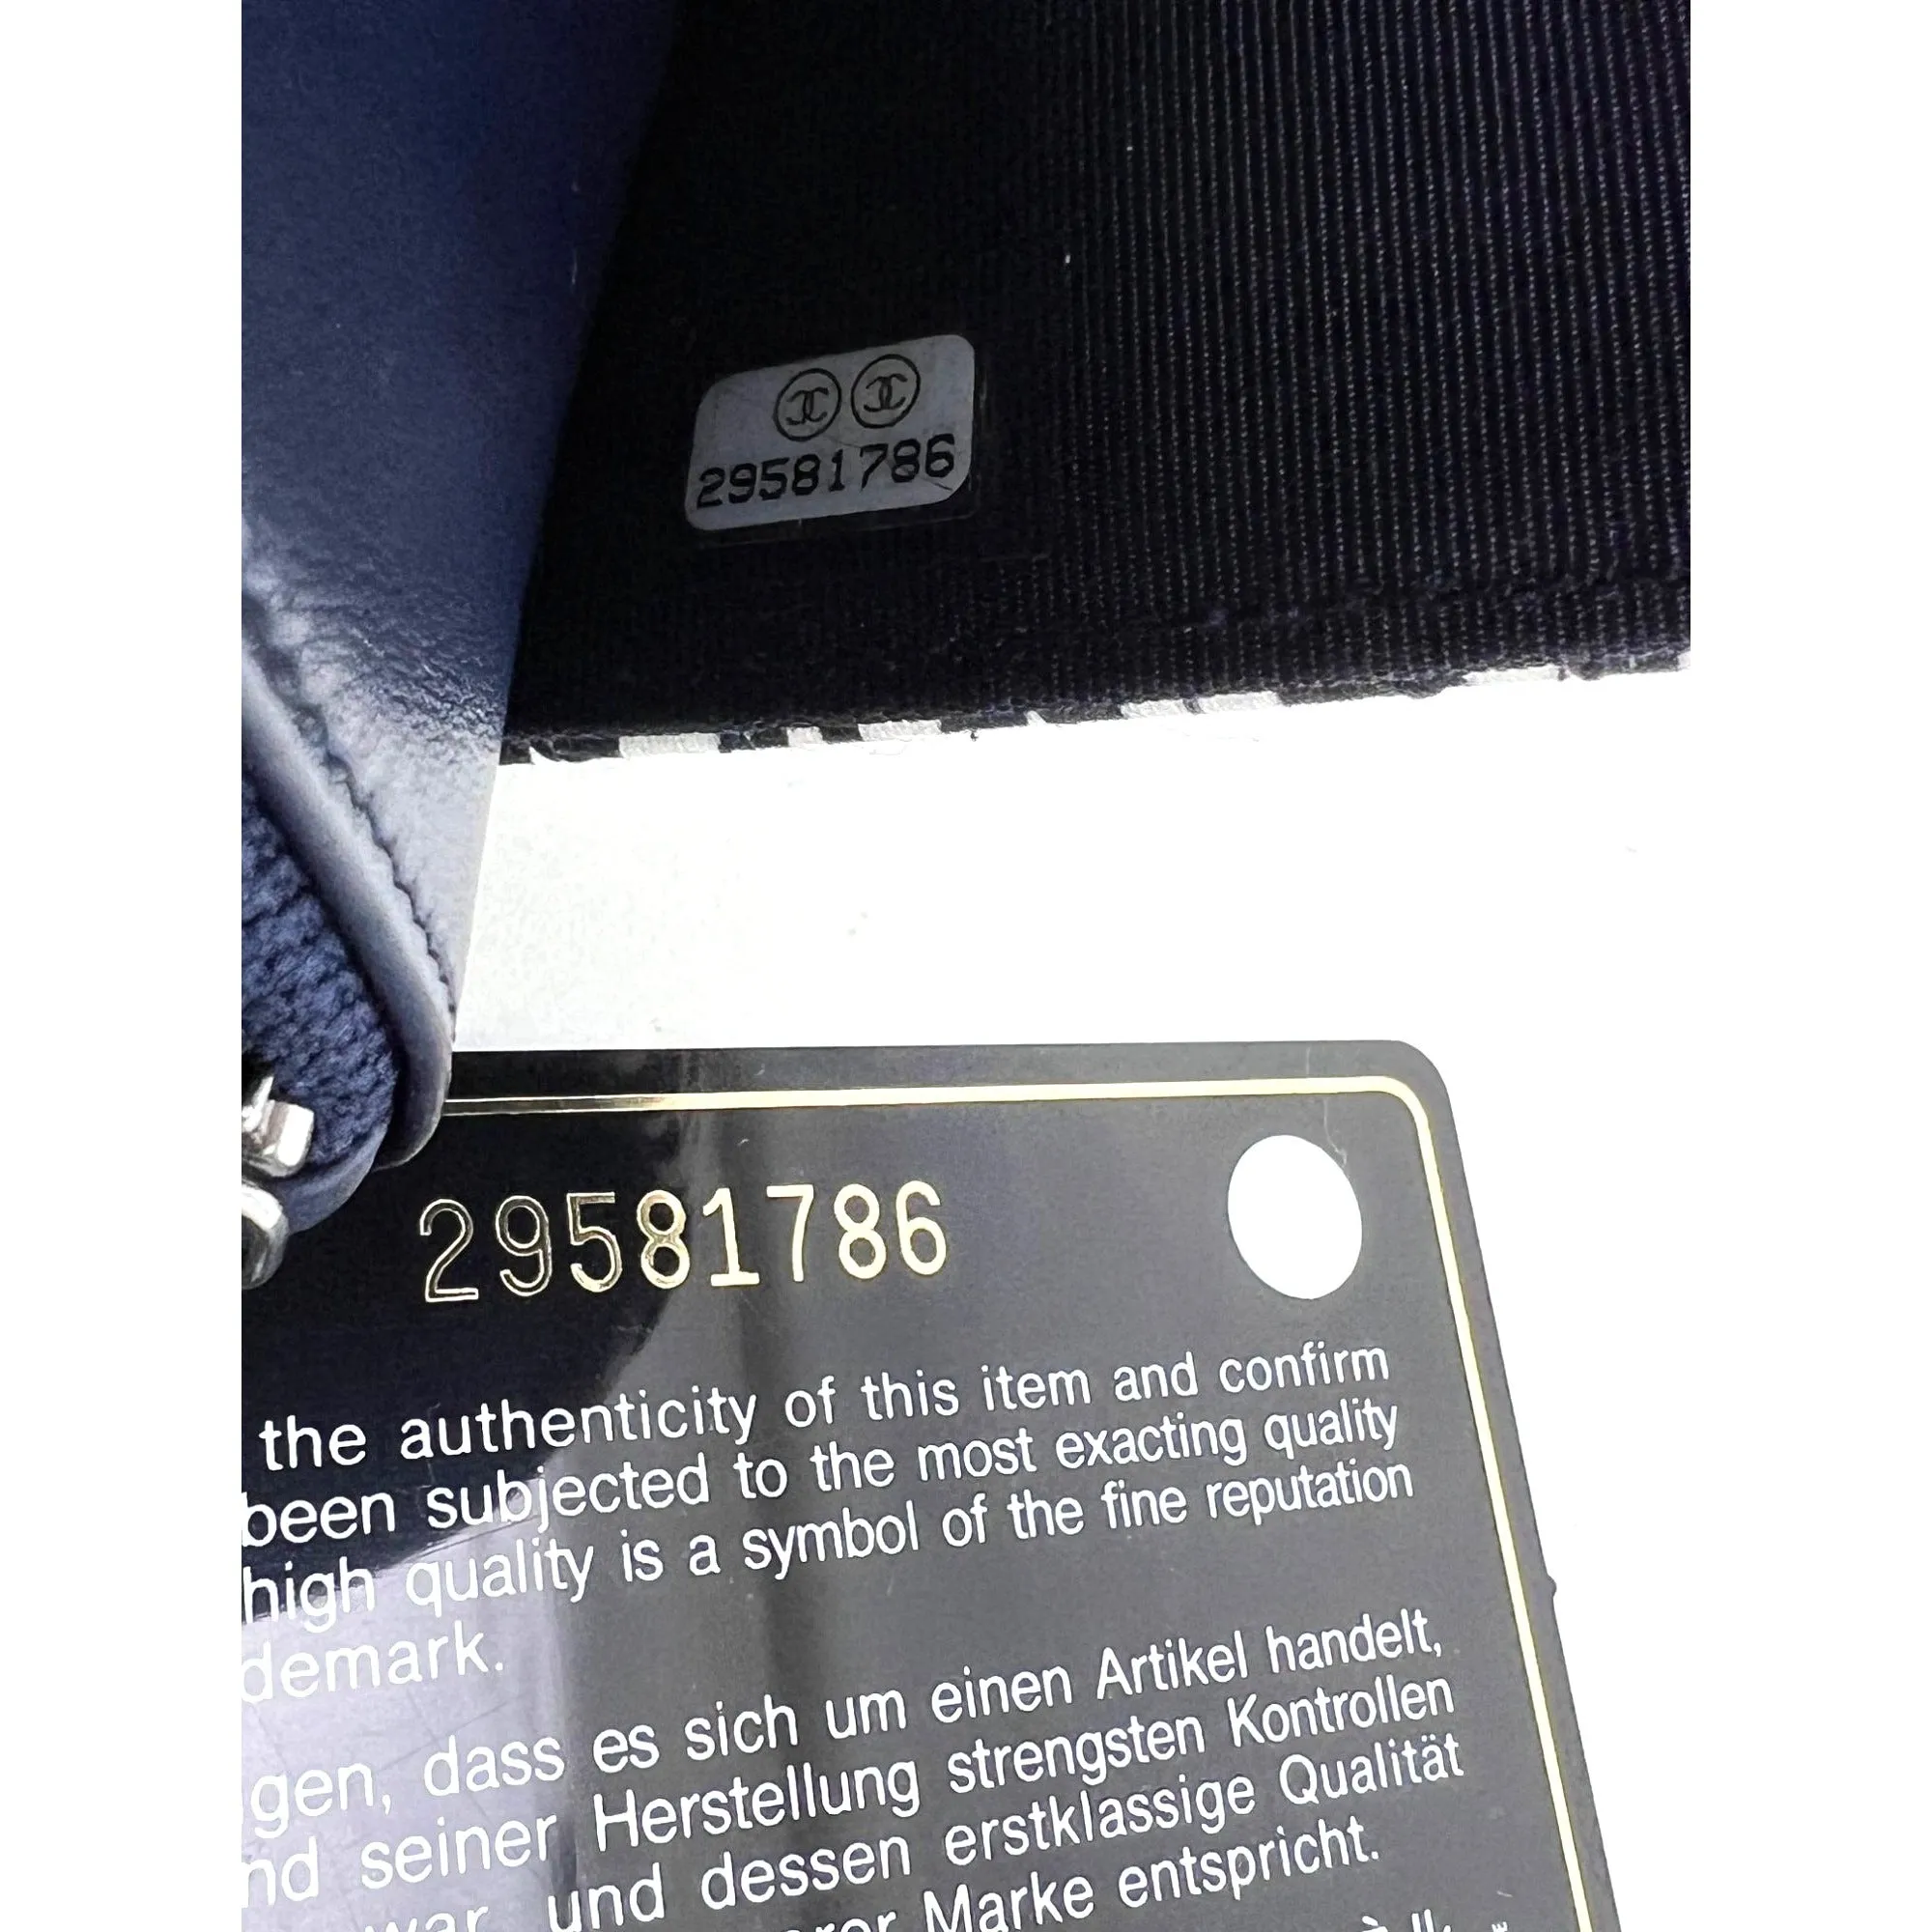 29581786
29581786
the authenticity of this item and confirm
been subjected to the most exacting quality
high quality is a symbol of the fine reputation
demark.
gen, dass es sich um einen Artikel handelt,
nd seiner Herstellung strengsten Kontrollen
war, und dessen erstklassige Qualität
erer Marke entspricht.